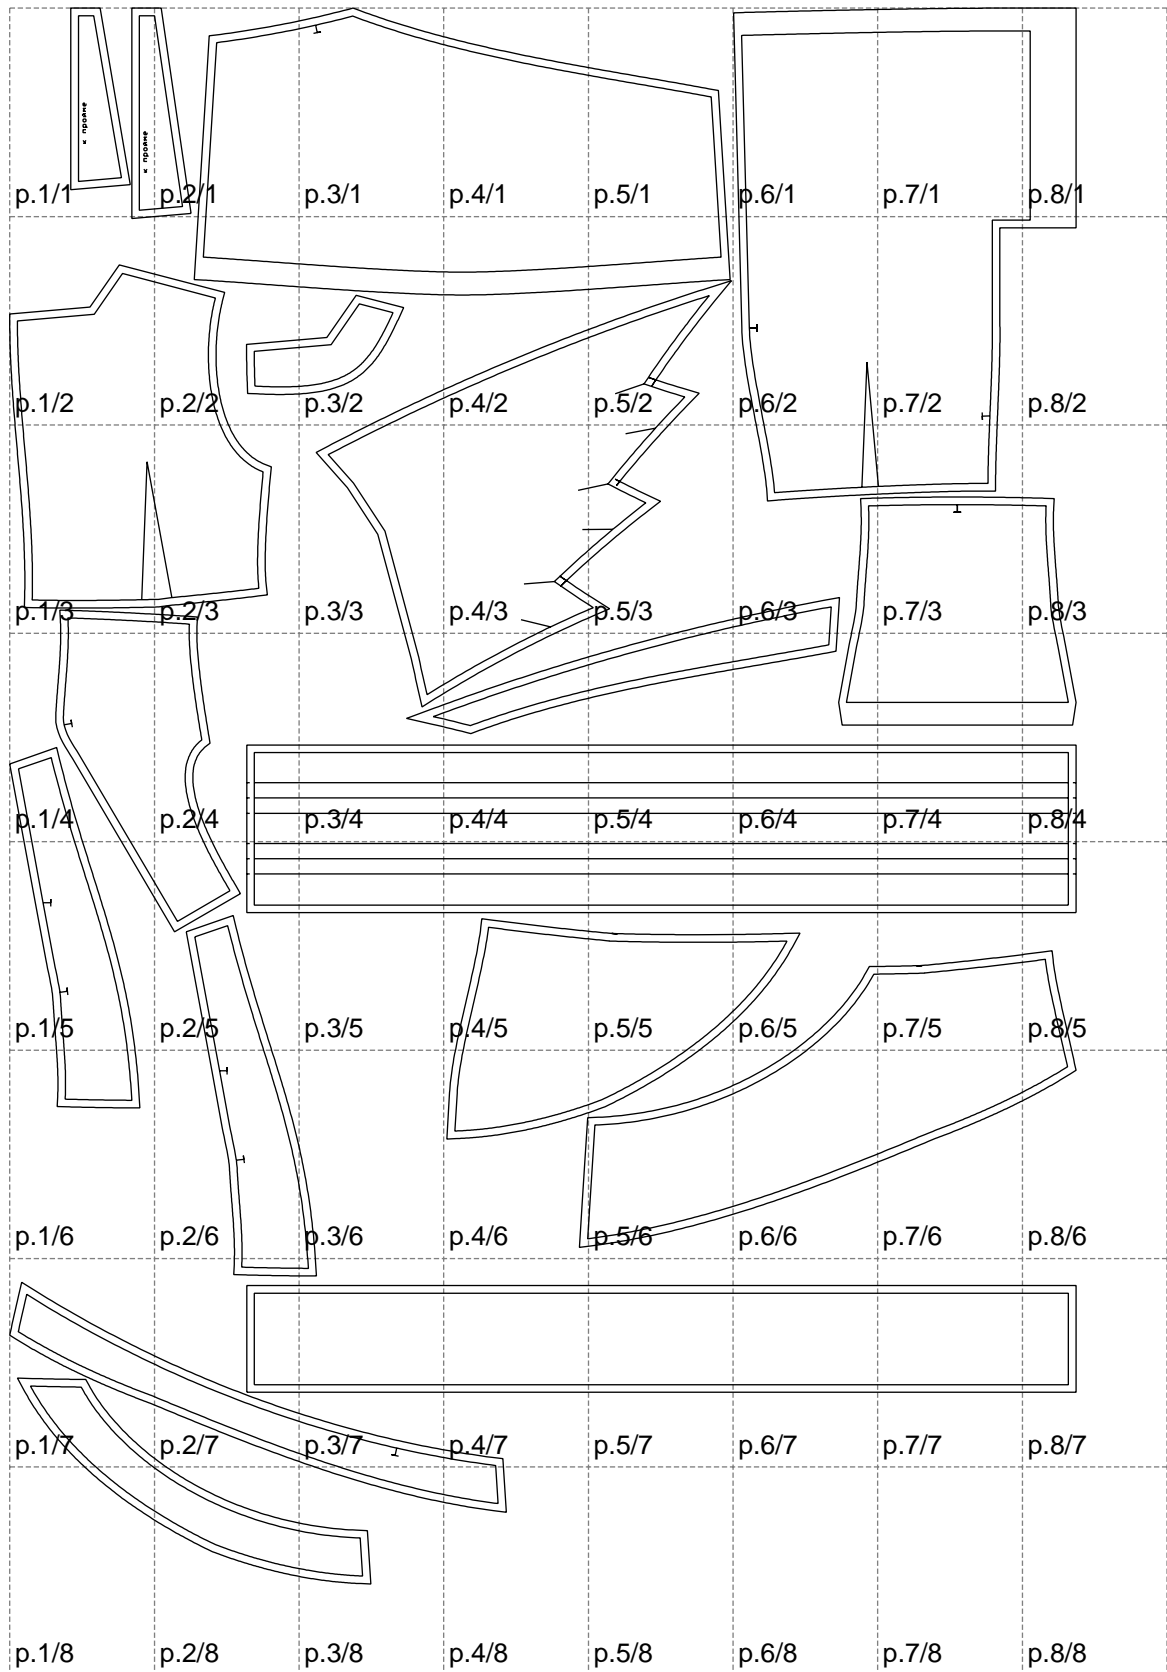 к пройме
к пройме
p.1/1 p.2/1 p.3/1 p.4/1 p.5/1 p.6/1 p.7/1 p.8/1
p.1/2 p.2/2 p.3/2 p.4/2 p.5/2 p.6/2 p.7/2 p.8/2
p.1/3 p.2/3 p.3/3 p.4/3 p.5/3 p.6/3 p.7/3 p.8/3
p.1/4 p.2/4 p.3/4 p.4/4 p.5/4 p.6/4 p.7/4 p.8/4
p.1/5 p.2/5 p.3/5 p.4/5 p.5/5 p.6/5 p.7/5 p.8/5
p.1/6 p.2/6 p.3/6 p.4/6 p.5/6 p.6/6 p.7/6 p.8/6
p.1/7 p.2/7 p.3/7 p.4/7 p.5/7 p.6/7 p.7/7 p.8/7
p.1/8 p.2/8 p.3/8 p.4/8 p.5/8 p.6/8 p.7/8 p.8/8